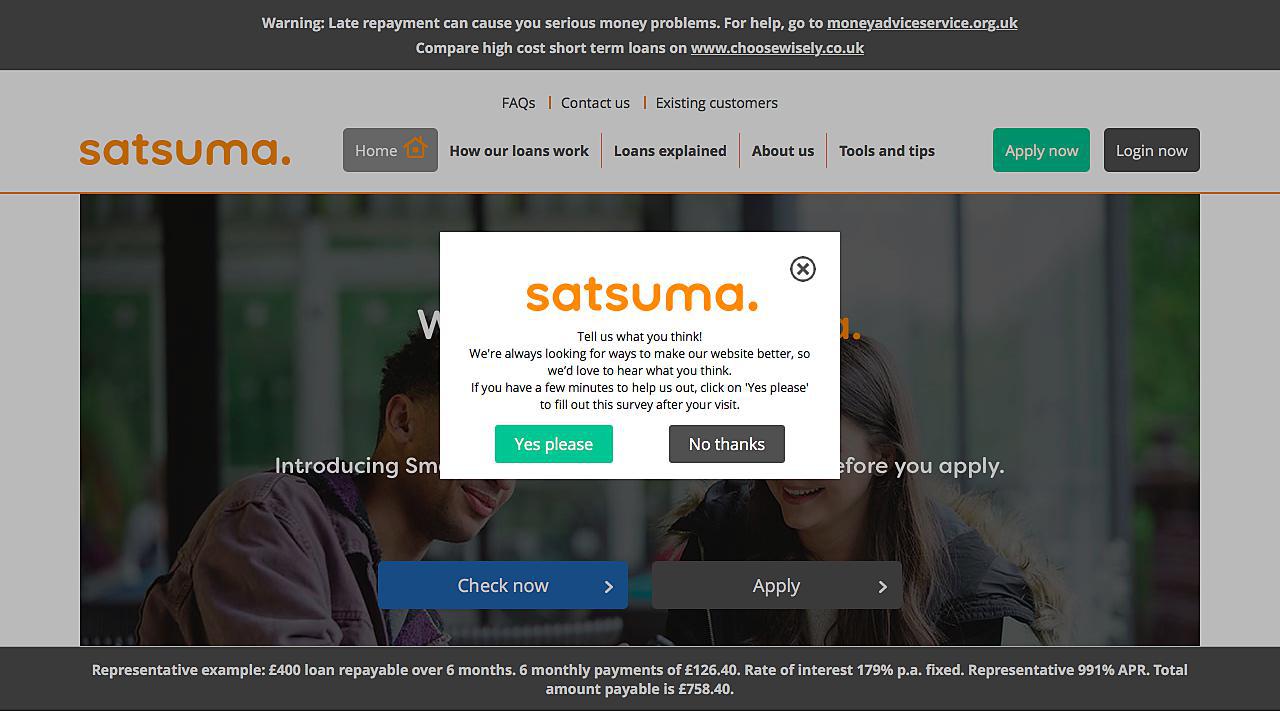 Warning: Late repayment can cause you serious money problems. For help, go to moneyadviceservice.org.uk
Compare high cost short term loans on www.choosewisely.co.uk
FAQs
Contact us
Existing customers
satsuma.
Home
How our loans work
Loans explained
About us
Tools and tips
Apply now
Login now
satsuma.
Tell us what you think!
We're always looking for ways to make our website better, so
we’d love to hear what you think.
If you have a few minutes to help us out, click on 'Yes please'
to fill out this survey after your visit.
Yes please
No thanks
Introducing
you apply.
Check now
Apply
Representative example: £400 loan repayable over 6 months. 6 monthly payments of £126.40. Rate of interest 179% p.a. fixed. Representative 991% APR. Total
amount payable is £758.40.